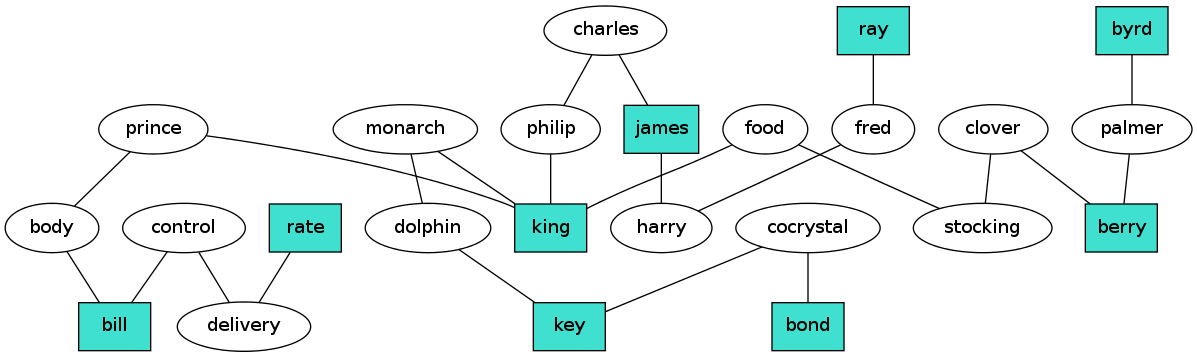 charles
ray
byrd
prince
monarch
philip
james
food
fred
clover
palmer
body
control
rate
dolphin
king
harry
cocrystal
stocking
berry
bill
delivery
key
bond